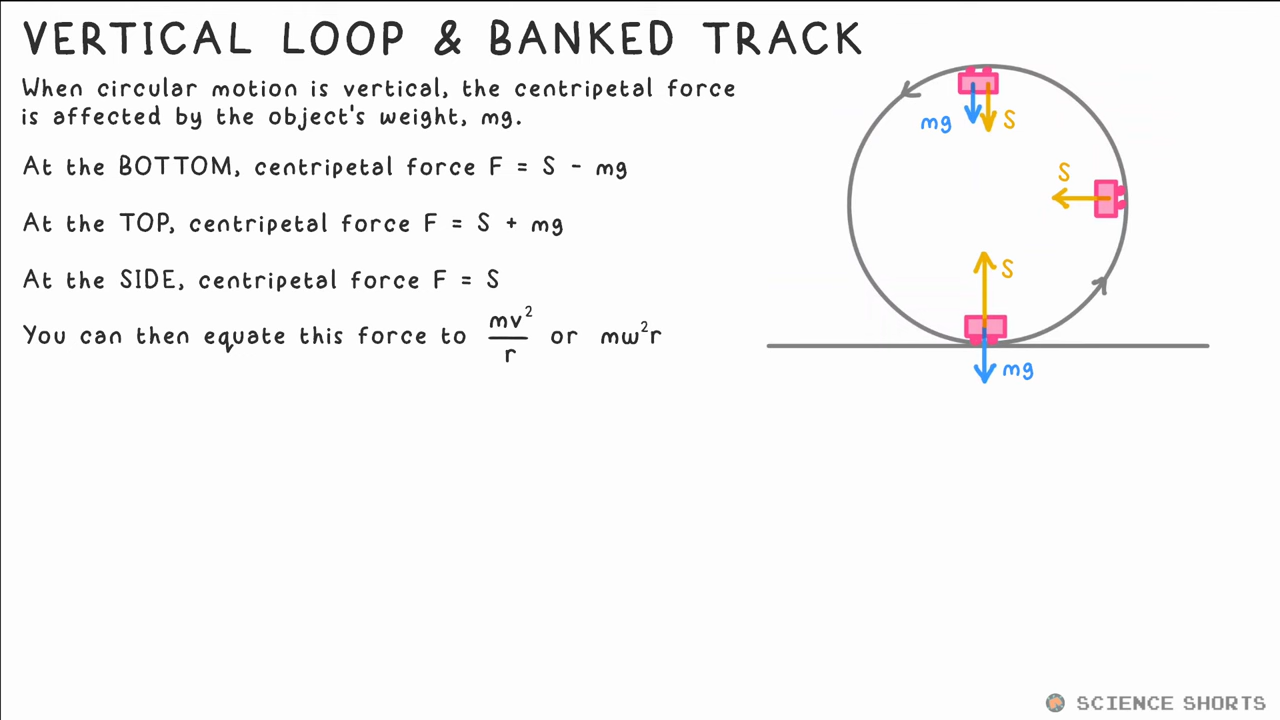 VERTICAL LOOP & BANKED TRACK
When circular motion is vertical, the centripetal force
is affected by the object's weight, mg.
At the BOTTOM, centripetal force F = S - mg
At the TOP, centripetal force F = S + mg
At the SIDE, centripetal force F = S
You can then equate this force to mv²/r or mω²r
mg S
S
S
mg
SCIENCE SHORTS